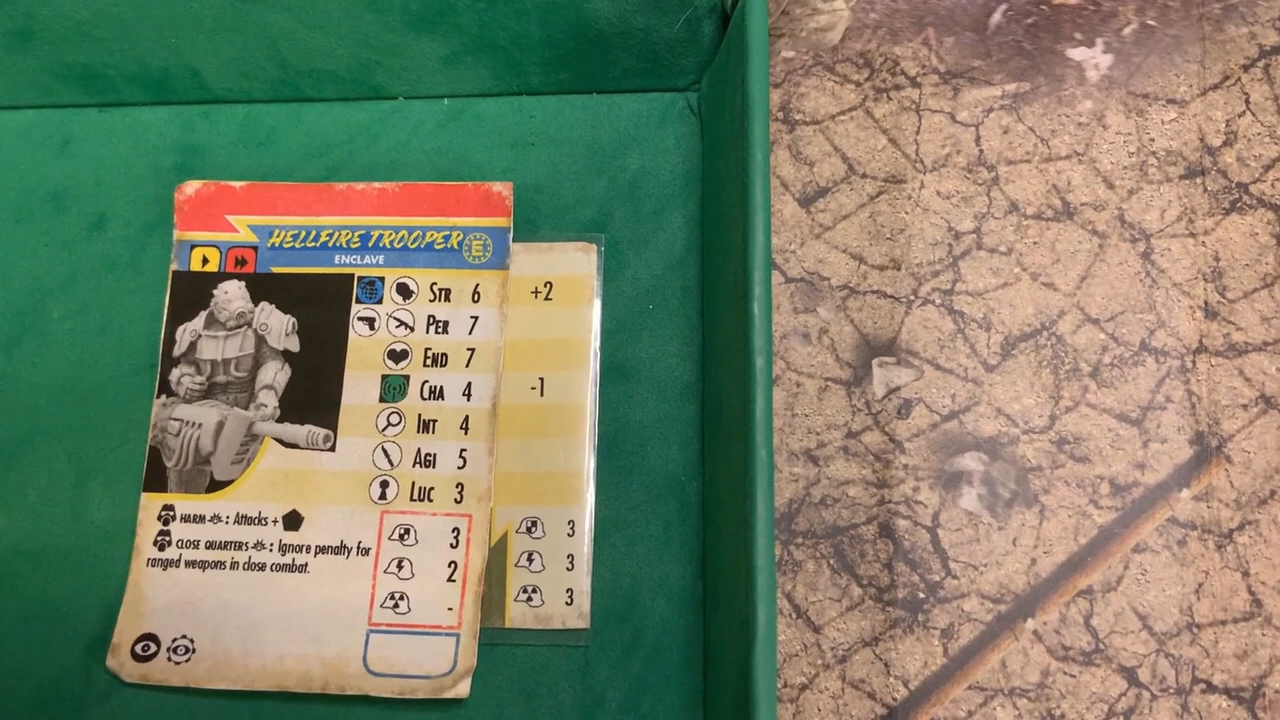 HELLFIRE TROOPER E
ENCLAVE
STR 6 +2
PER 7
END 7
CHA 4 -1
INT 4
AGI 5
LUC 3
HARM : Attacks +
CLOSE QUARTERS : Ignore penalty for
ranged weapons in close combat.
3 3
2 3
- 3